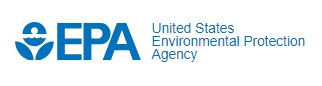 EPA
United States
Environmental Protection
Agency